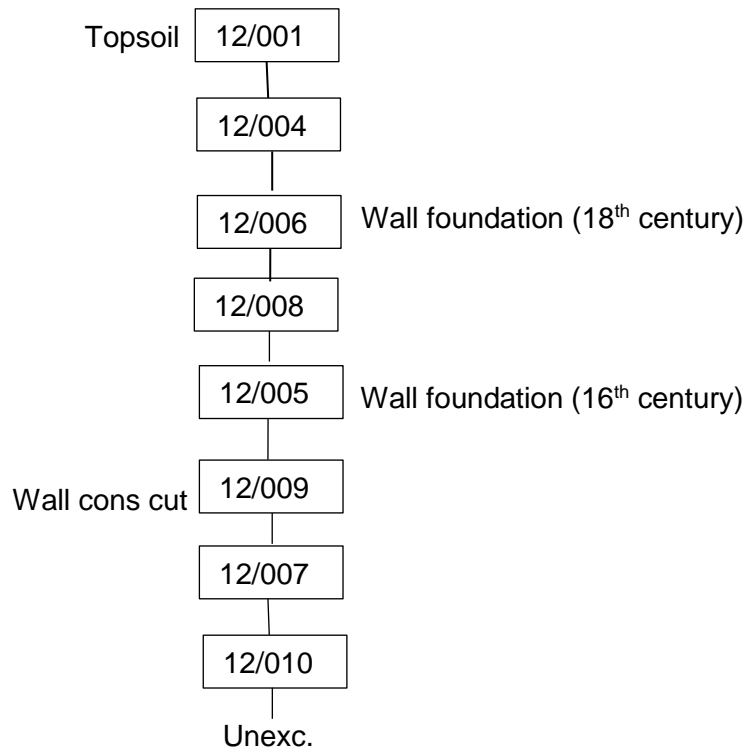 Topsoil 12/001
12/004
12/006 Wall foundation (18th century)
12/008
12/005 Wall foundation (16th century)
Wall cons cut 12/009
12/007
12/010
Unexc.